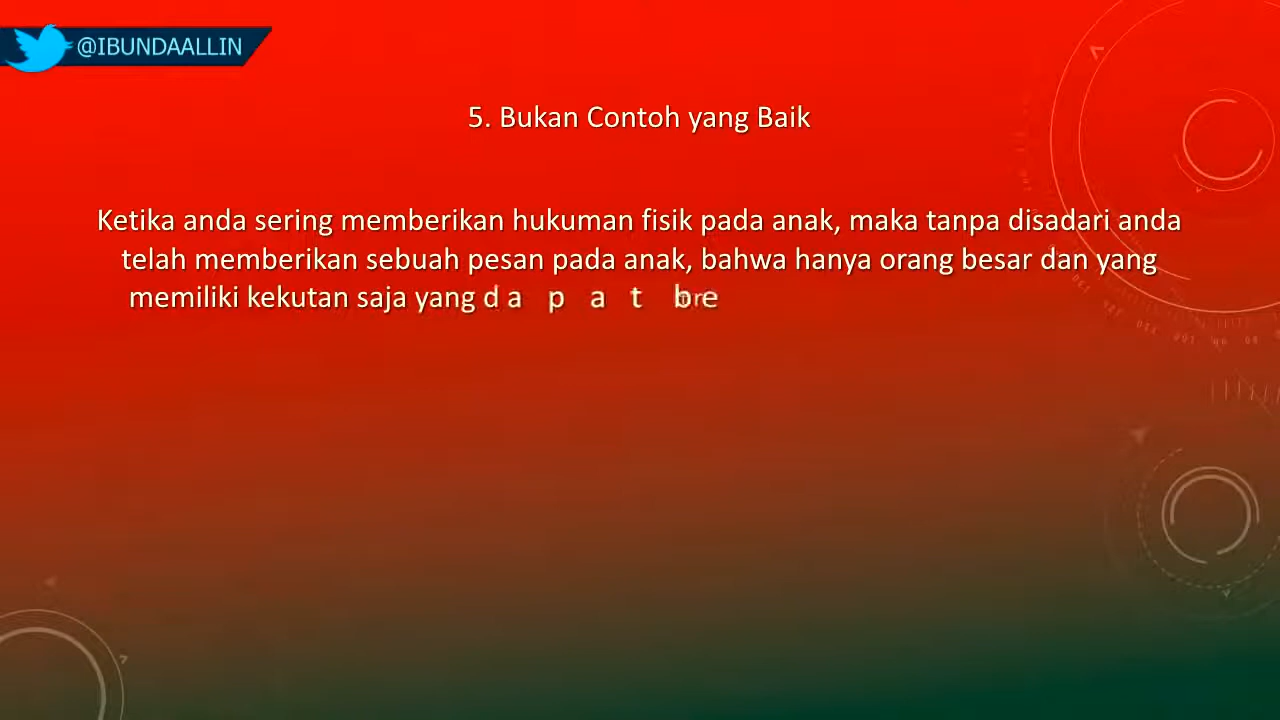 @IBUNDAALLIN
5. Bukan Contoh yang Baik
Ketika anda sering memberikan hukuman fisik pada anak, maka tanpa disadari anda
telah memberikan sebuah pesan pada anak, bahwa hanya orang besar dan yang
memiliki kekutan saja yang dapat